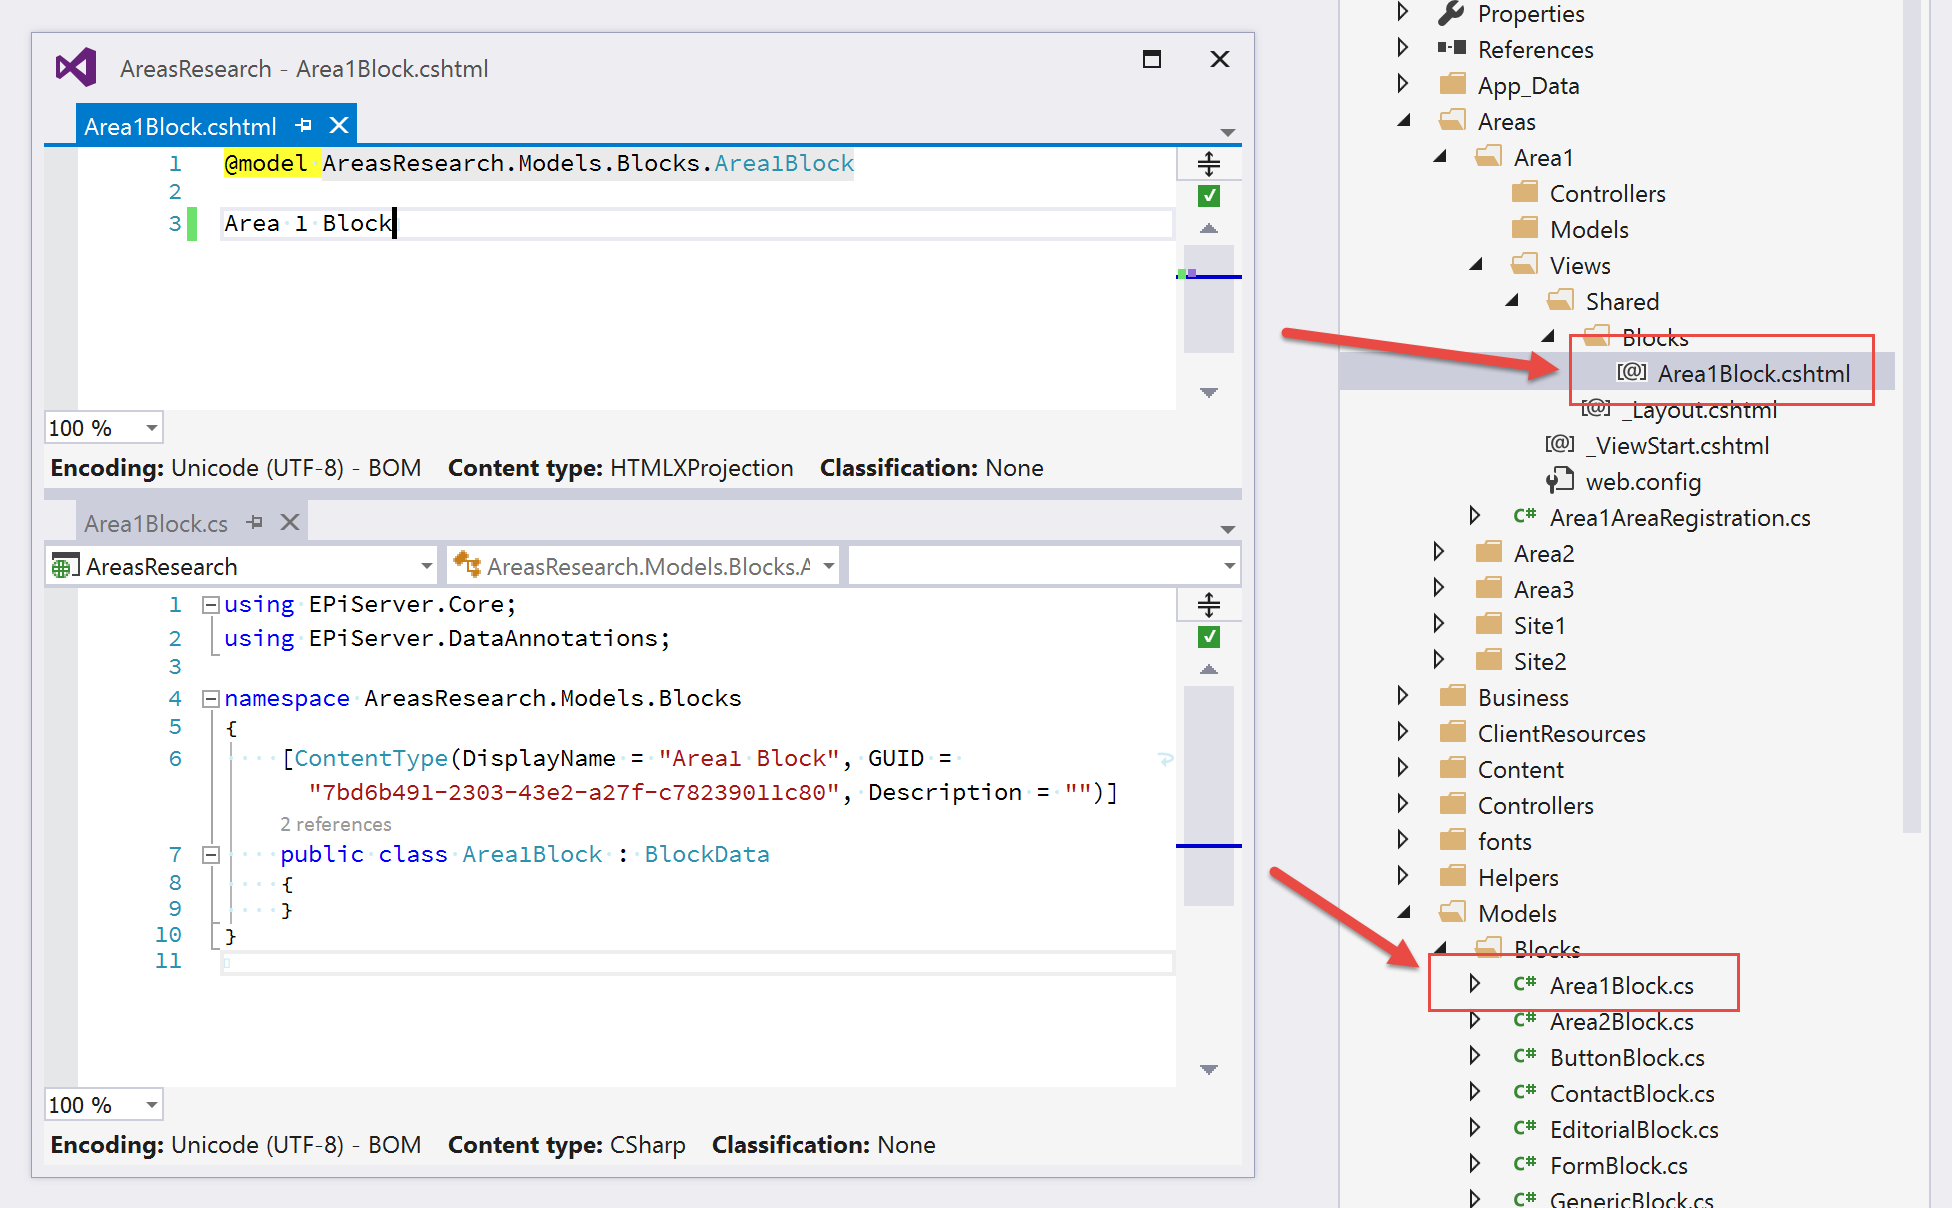 AreasResearch - Area1Block.cshtml
Area1Block.cshtml
1 @model AreasResearch.Models.Blocks.Area1Block
2
3 Area 1 Block
100 %
Encoding: Unicode (UTF-8) - BOM Content type: HTMLXProjection Classification: None
Area1Block.cs
AreasResearch AreasResearch.Models.Blocks.A
1 using EPiServer.Core;
2 using EPiServer.DataAnnotations;
3
4 namespace AreasResearch.Models.Blocks
5 {
6 [ContentType(DisplayName = "Area1 Block", GUID =
"7bd6b491-2303-43e2-a27f-c78239011c80", Description = "")]
2 references
7 public class Area1Block : BlockData
8 {
9 }
10 }
11
100 %
Encoding: Unicode (UTF-8) - BOM Content type: CSharp Classification: None
Properties
References
App_Data
Areas
Area1
Controllers
Models
Views
Shared
Blocks
[@] Area1Block.cshtml
[@] _Layout.cshtml
[@] _ViewStart.cshtml
web.config
C# Area1AreaRegistration.cs
Area2
Area3
Site1
Site2
Business
ClientResources
Content
Controllers
fonts
Helpers
Models
Blocks
C# Area1Block.cs
C# Area2Block.cs
C# ButtonBlock.cs
C# ContactBlock.cs
C# EditorialBlock.cs
C# FormBlock.cs
C# GenericBlock.cs